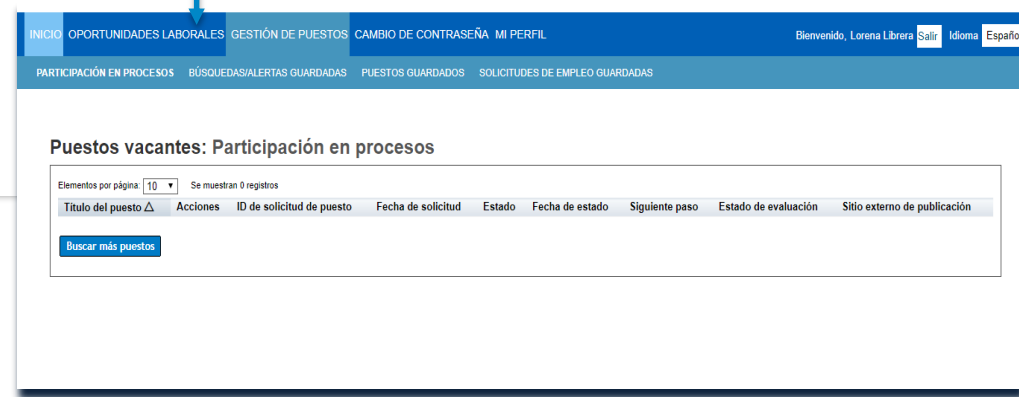 INICIO OPORTUNIDADES LABORALES GESTIÓN DE PUESTOS CAMBIO DE CONTRASEÑA MI PERFIL Bienvenido, Lorena Librera Salir Idioma Españo
PARTICIPACIÓN EN PROCESOS BÚSQUEDAS/ALERTAS GUARDADAS PUESTOS GUARDADOS SOLICITUDES DE EMPLEO GUARDADAS
Puestos vacantes: Participación en procesos
Elementos por página: 10 Se muestran 0 registros
Título del puesto Acciones ID de solicitud de puesto Fecha de solicitud Estado Fecha de estado Siguiente paso Estado de evaluación Sitio externo de publicación
Buscar más puestos